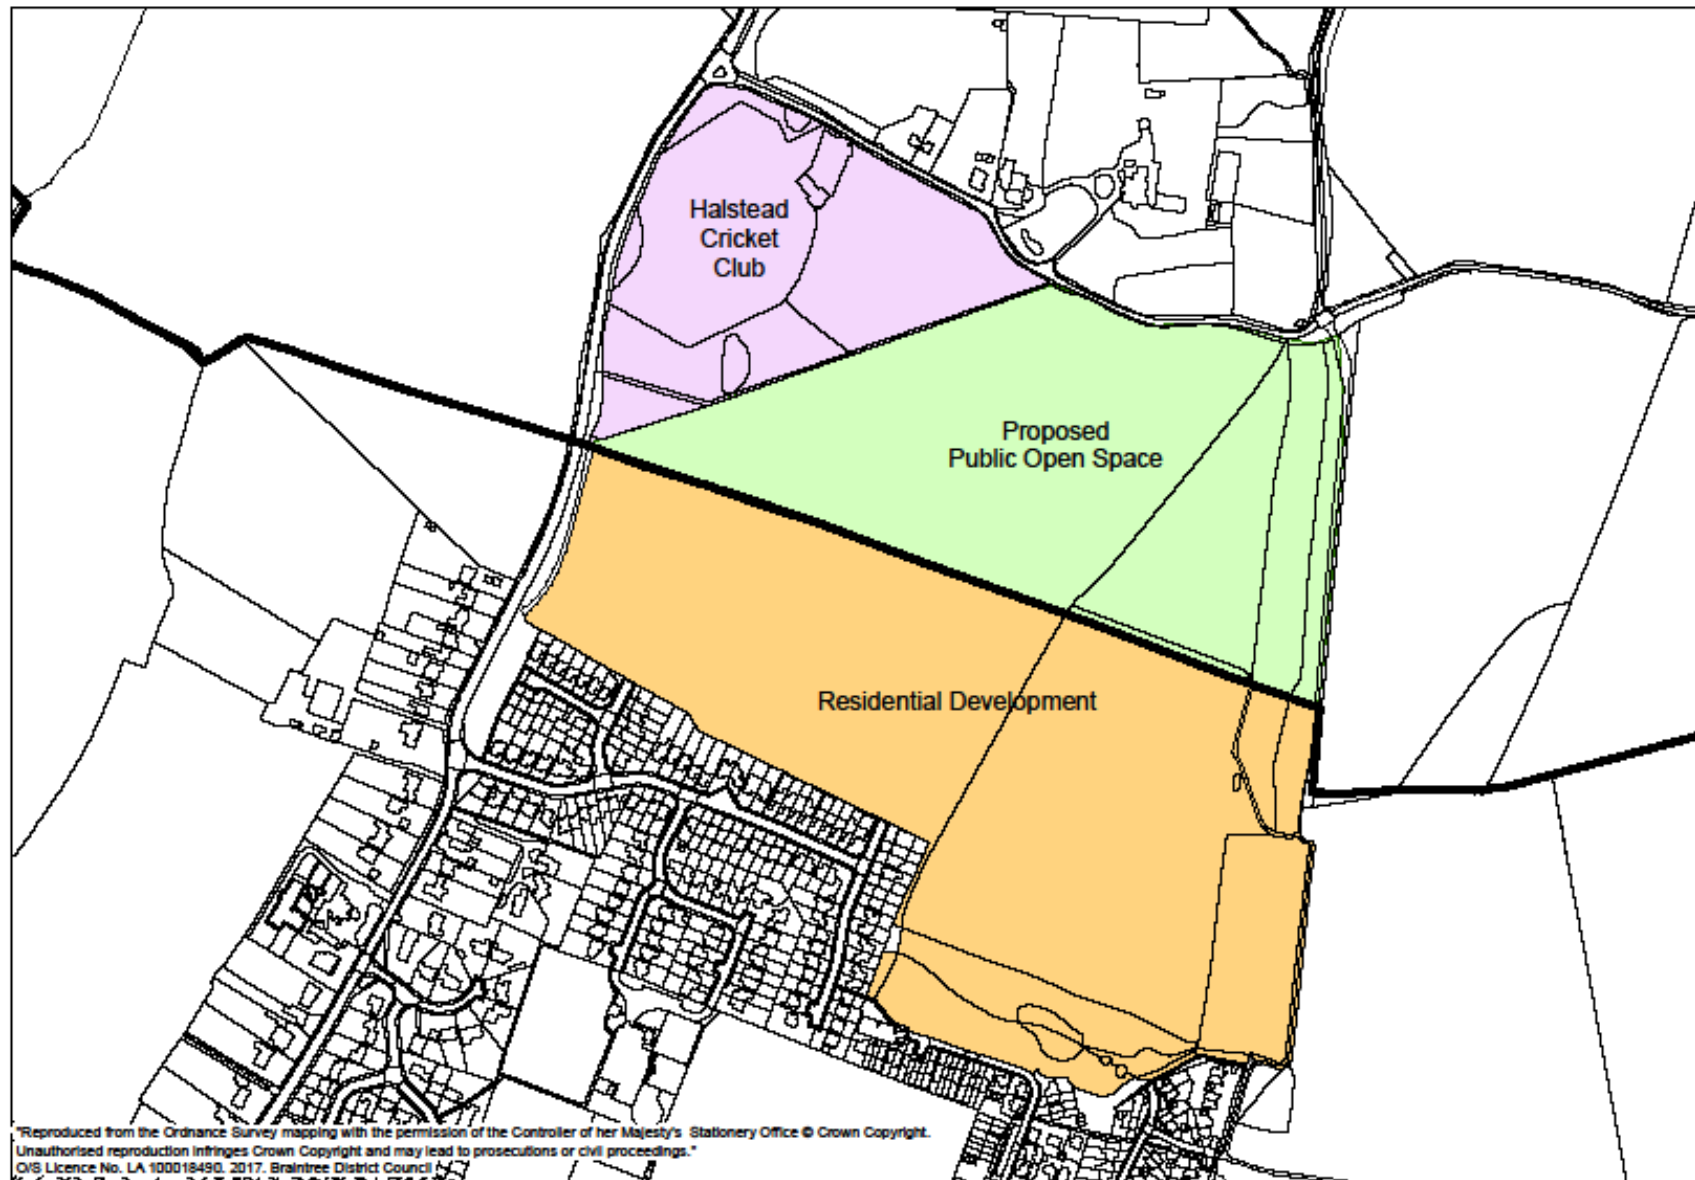 Halstead
Cricket
Club
Proposed
Public Open Space
Residential Development
"Reproduced from the Ordnance Survey mapping with the permission of the Controller of her Majesty's Stationery Office © Crown Copyright.
Unauthorised reproduction infringes Crown Copyright and may lead to prosecutions or civil proceedings."
O/S Licence No. LA 100018490. 2017. Braintree District Council